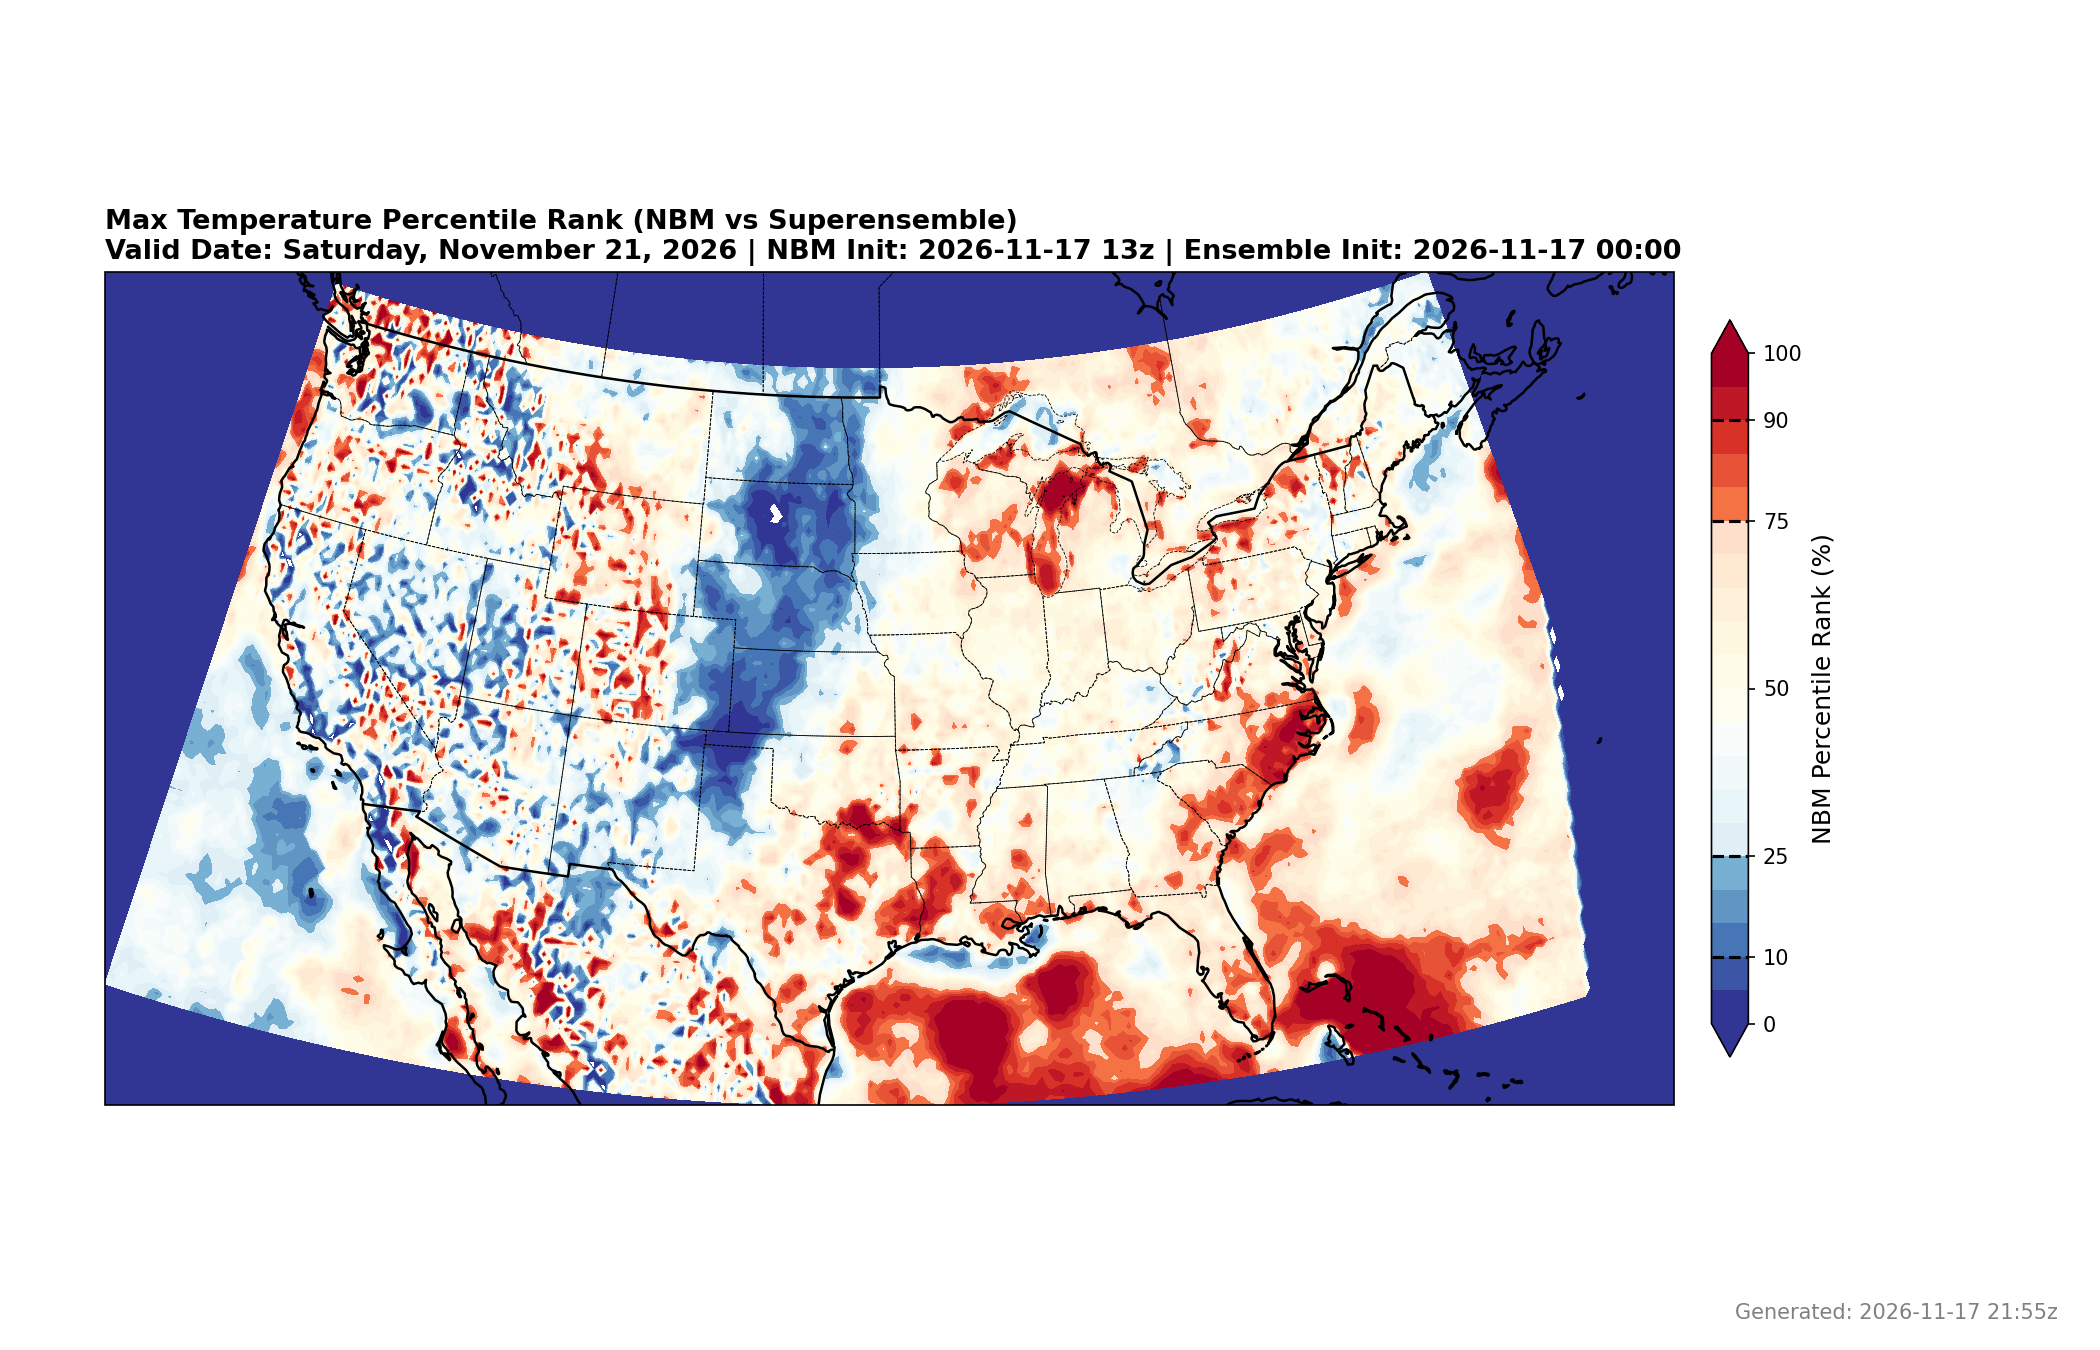 Max Temperature Percentile Rank (NBM vs Superensemble)
Valid Date: Saturday, November 21, 2026 | NBM Init: 2026-11-17 13z | Ensemble Init: 2026-11-17 00:00
100
90
75
50
25
10
0
NBM Percentile Rank (%)
Generated: 2026-11-17 21:55z